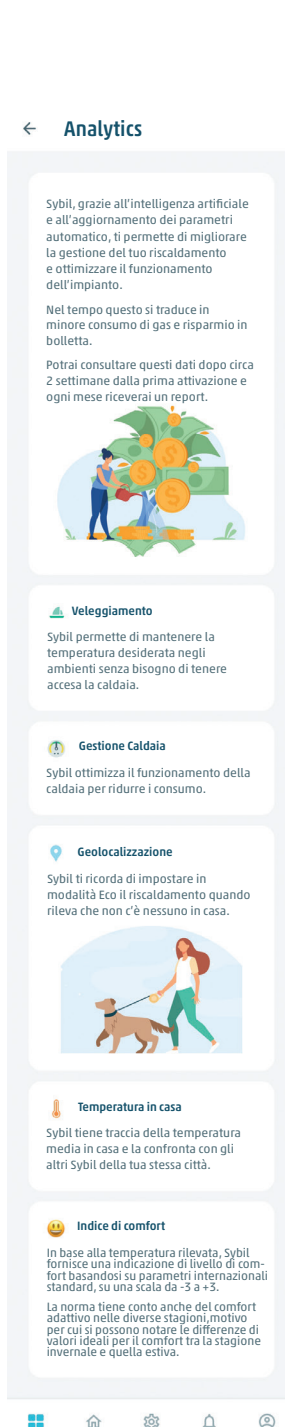 Analytics
Sybil, grazie all'intelligenza artificiale
e all'aggiornamento dei parametri
automatico, ti permette di migliorare
la gestione del tuo riscaldamento
e ottimizzare il funzionamento
dell'impianto.
Nel tempo questo si traduce in
minore consumo di gas e risparmio in
bolletta.
Potrai consultare questi dati dopo circa
2 settimane dalla prima attivazione e
ogni mese riceverai un report.
Veleggiamento
Sybil permette di mantenere la
temperatura desiderata negli
ambienti senza bisogno di tenere
accesa la caldaia.
Gestione Caldaia
Sybil ottimizza il funzionamento della
caldaia per ridurre i consumo.
Geolocalizzazione
Sybil ti ricorda di impostare in
modalità Eco il riscaldamento quando
rileva che non c'è nessuno in casa.
Temperatura in casa
Sybil tiene traccia della temperatura
media in casa e la confronta con gli
altri Sybil della tua stessa città.
Indice di comfort
In base alla temperatura rilevata, Sybil
fornisce una indicazione di livello di com-
fort basandosi su parametri internazionali
standard, su una scala da -3 a +3.
La norma tiene conto anche del comfort
adattivo nelle diverse stagioni,motivo
per cui si possono notare le differenze di
valori ideali per il comfort tra la stagione
invernale e quella estiva.